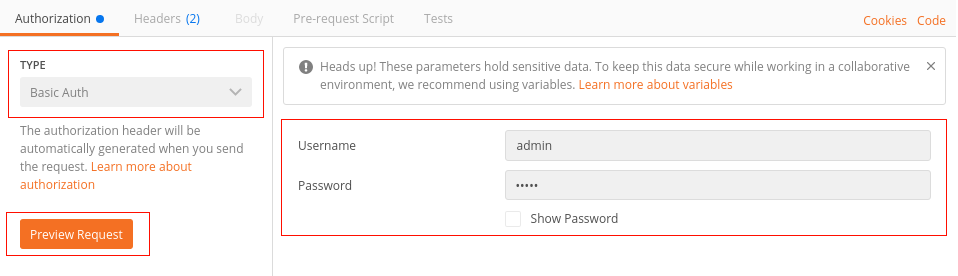 Authorization Headers (2) Body Pre-request Script Tests Cookies Code
TYPE
Basic Auth
The authorization header will be
automatically generated when you send
the request. Learn more about
authorization
Preview Request
Heads up! These parameters hold sensitive data. To keep this data secure while working in a collaborative
environment, we recommend using variables. Learn more about variables
Username admin
Password •••••
Show Password